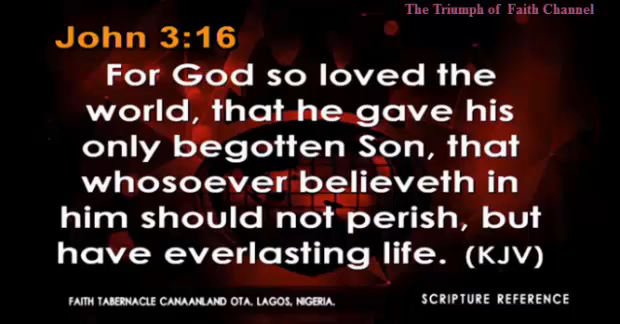 The Triumph of Faith Channel
John 3:16
For God so loved the
world, that he gave his
only begotten Son, that
whosoever believeth in
him should not perish, but
have everlasting life. (KJV)
FAITH TABERNACLE CANAANLAND OTA, LAGOS, NIGERIA.
SCRIPTURE REFERENCE